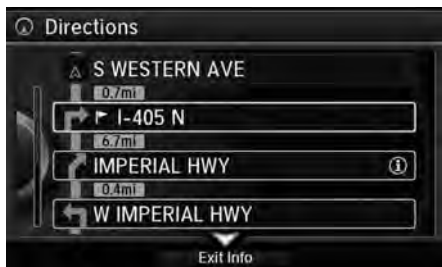 Directions
S WESTERN AVE
0.7mi
I-405 N
6.7mi
IMPERIAL HWY
0.4mi
W IMPERIAL HWY
Exit Info